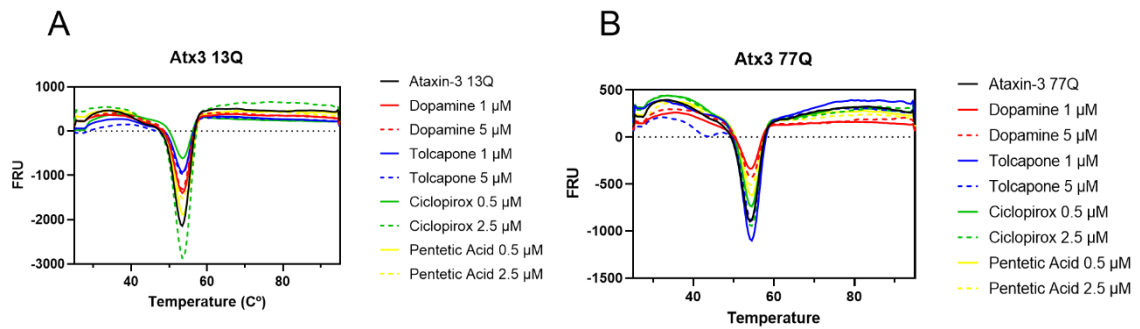 A
Atx3 13Q
1000
0
-1000
-2000
-3000
FRU
40
60
80
Temperature (Cº)
Ataxin-3 13Q
Dopamine 1 µM
Dopamine 5 µM
Tolcapone 1 µM
Tolcapone 5 µM
Ciclopirox 0.5 µM
Ciclopirox 2.5 µM
Pentetic Acid 0.5 µM
Pentetic Acid 2.5 µM
B
Atx3 77Q
500
0
-500
-1000
-1500
FRU
40
60
80
Temperature
Ataxin-3 77Q
Dopamine 1 µM
Dopamine 5 µM
Tolcapone 1 µM
Tolcapone 5 µM
Ciclopirox 0.5 µM
Ciclopirox 2.5 µM
Pentetic Acid 0.5 µM
Pentetic Acid 2.5 µM